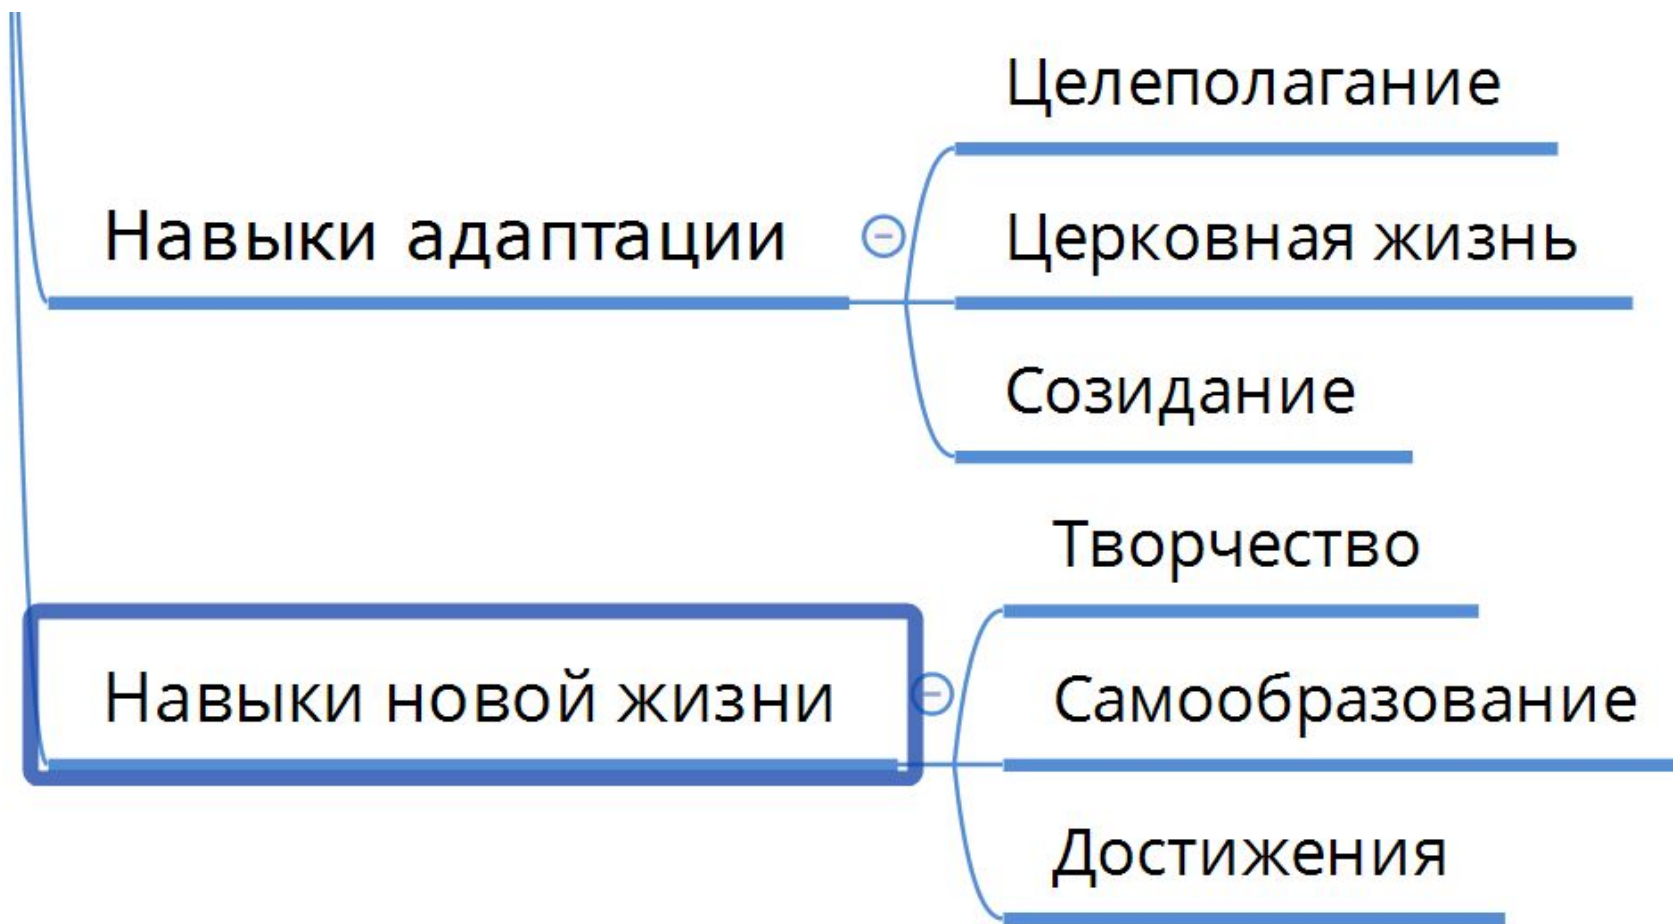 Целеполагание
Навыки адаптации
Церковная жизнь
Созидание
Творчество
Навыки новой жизни
Самообразование
Достижения